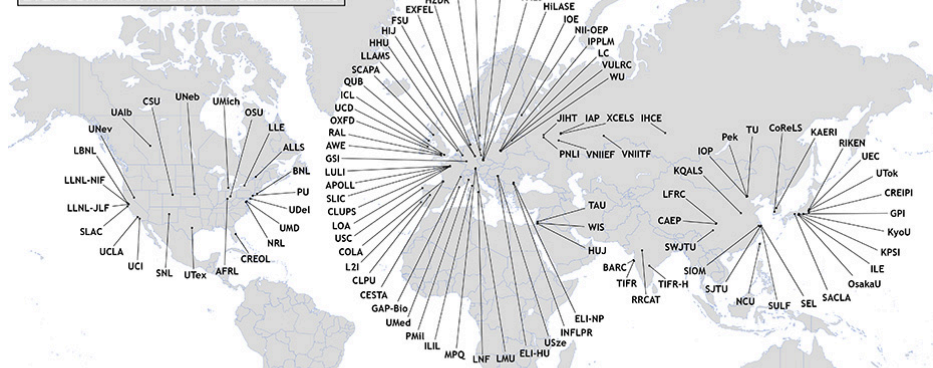 EXFEL
HiLASE
FSU
IOE
HIJ
NII-OEP
HHU
IPPLM
LLAMS
LC
SCAPA
VULRC
QUB
WU
ICL
UCD
OXFD
RAL
AWE
GSI
LULI
APOLL
SLIC
CLUPS
LOA
USC
COLA
L2I
CLPU
CESTA
GAP-Bio
UMed
PMil
ILIL
MPQ
LNF
LMU
ELI-HU
USze
INFLPR
ELI-NP
UNev
UAlb
CSU
UNeb
UMich
OSU
LLE
ALLS
BNL
PU
UDel
UMD
NRL
CREOL
AFRL
UTex
SNL
UCI
UCLA
SLAC
LLNL-JLF
LLNL-NIF
LBNL
JIHT IAP XCELS IHCE
PNLI VNIIEF VNIITF
TAU
WIS
HUJ
BARC
TIFR
RRCAT
TIFR-H
IOP
Pek
TU
CoReLS
KAERI
RIKEN
UEC
UTok
CREIPI
GPI
KyoU
KPSI
ILE
OsakaU
SACLA
SEL
SULF
NCU
SJTU
SIOM
SWJTU
CAEP
LFRC
KQALS